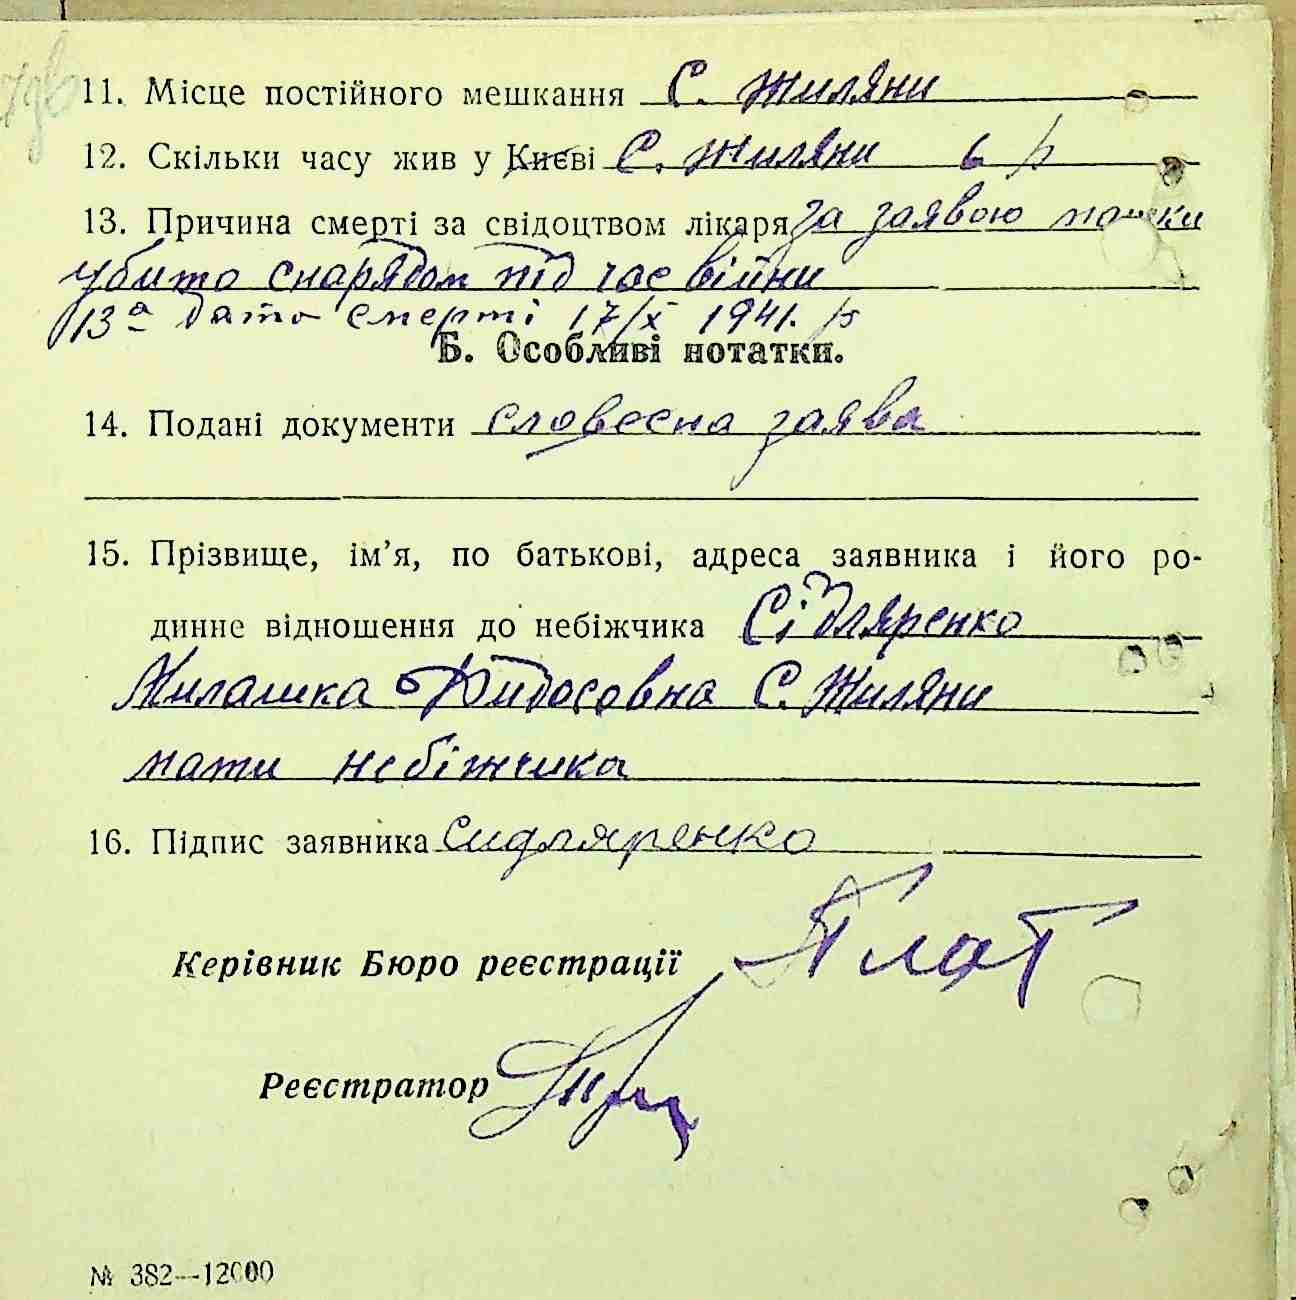 11. Місце постійного мешкання С. Жиляни
12. Скільки часу жив у Києві С. Жиляни 6 р
13. Причина смерті за свідоцтвом лікаря за заявою матки
убито снарядом під час війни
13а дата смерті 17/X 1941 р
Б. Особливі нотатки.
14. Подані документи словесна заява
15. Прізвище, ім’я, по батькові, адреса заявника і його ро-
динне відношення до небіжчика Сідляренко
Милашка Фидосовна С. Жиляни
мати небіжчика
16. Підпис заявника Сидляренко
Керівник Бюро реєстрації Плат
Реєстратор
№ 382—12000